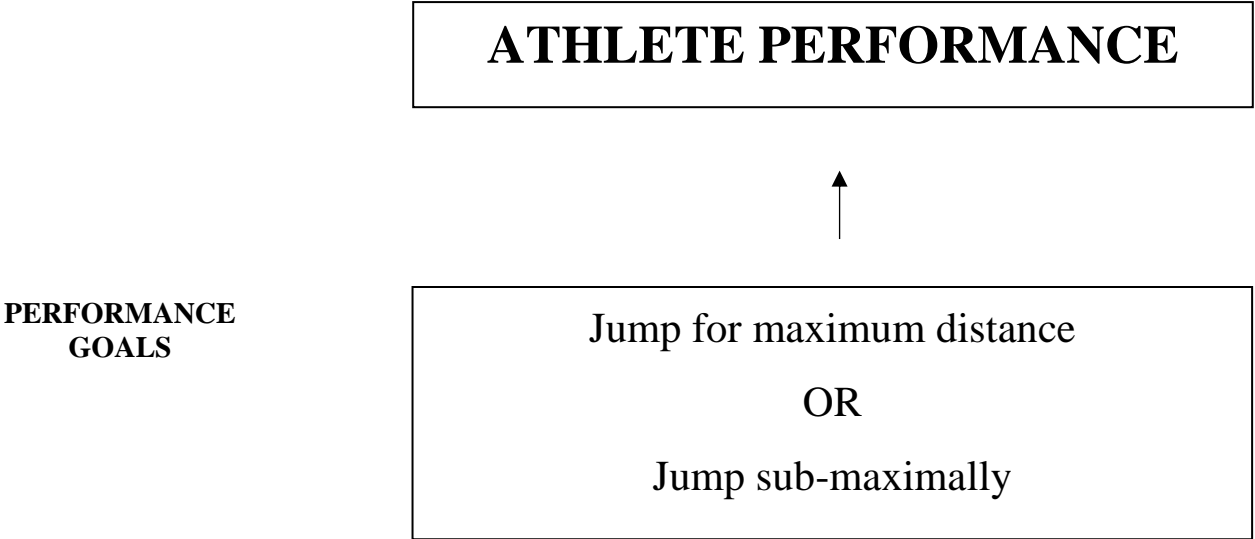 ATHLETE PERFORMANCE
PERFORMANCE
GOALS
Jump for maximum distance
OR
Jump sub-maximally